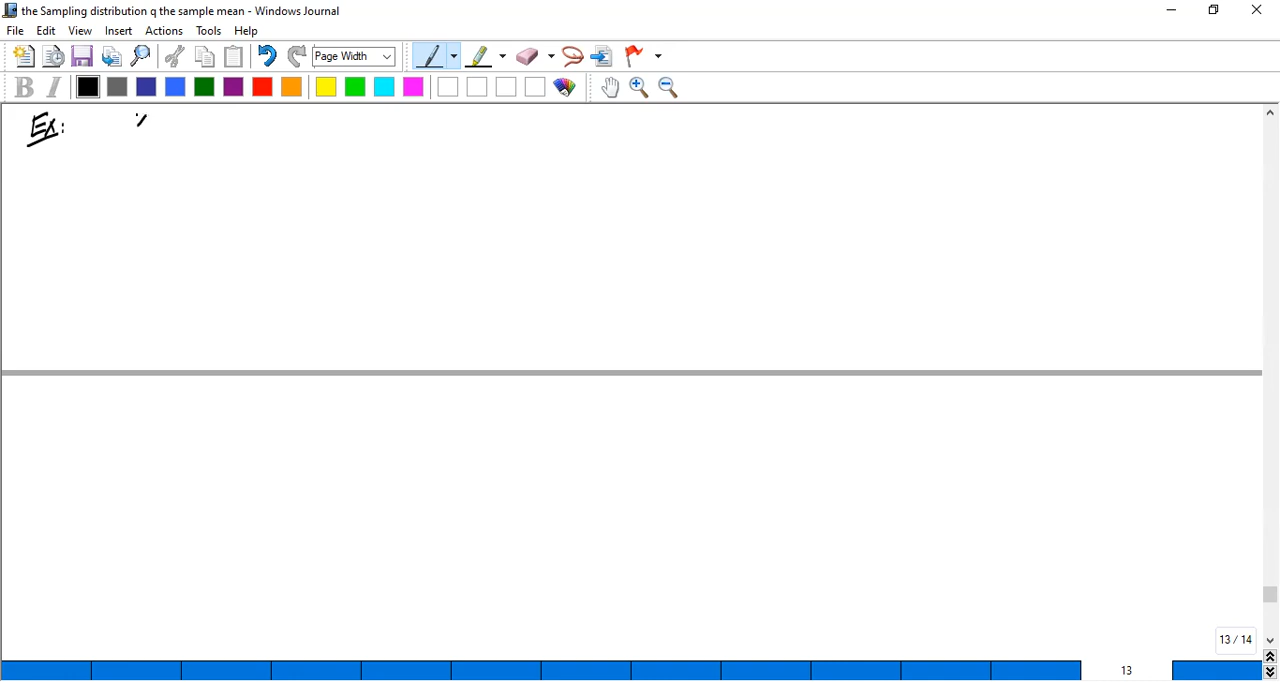 the Sampling distribution q the sample mean - Windows Journal
File Edit View Insert Actions Tools Help
Page Width
B I
Ex:
13 / 14
13